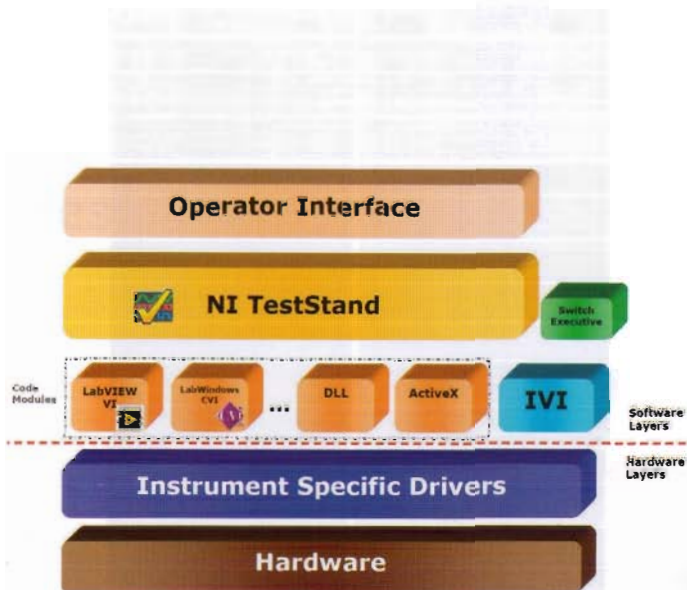 Operator Interface
NI TestStand
Switch
Executive
Code
Modules
LabVIEW
VI
LabWindows
CVI
...
DLL
ActiveX
IVI
Software
Layers
Hardware
Layers
Instrument Specific Drivers
Hardware